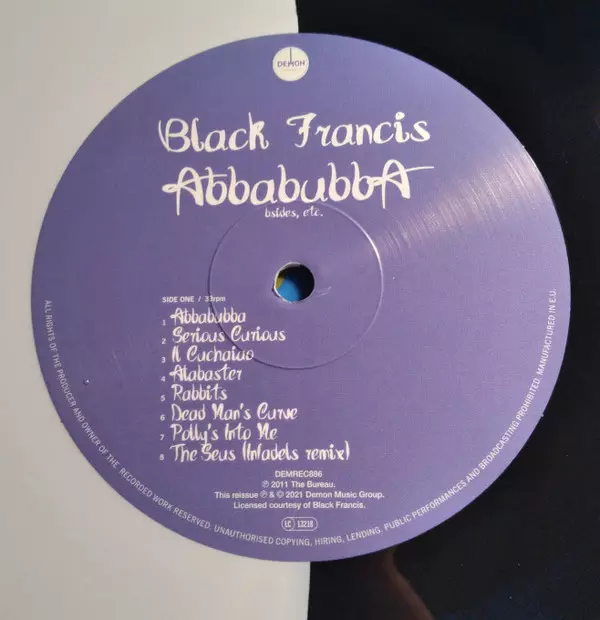 DEMON
Black Francis
AbbabubbA
bsides, etc.
SIDE ONE / 33rpm
1 Abbabubba
2 Serious Curious
3 Il Cuchaiao
4 Alabaster
5 Rabbits
6 Dead Man's Curve
7 Polly's Into Me
8 The Seus (Infadels remix)
DEMREC886
℗ 2011 The Bureau.
This reissue ℗ & © 2021 Demon Music Group.
Licensed courtesy of Black Francis.
LC 13218
ALL RIGHTS OF THE PRODUCER AND OWNER OF THE RECORDED WORK RESERVED. UNAUTHORISED COPYING, HIRING, LENDING, PUBLIC PERFORMANCES AND BROADCASTING PROHIBITED. MANUFACTURED IN E.U.